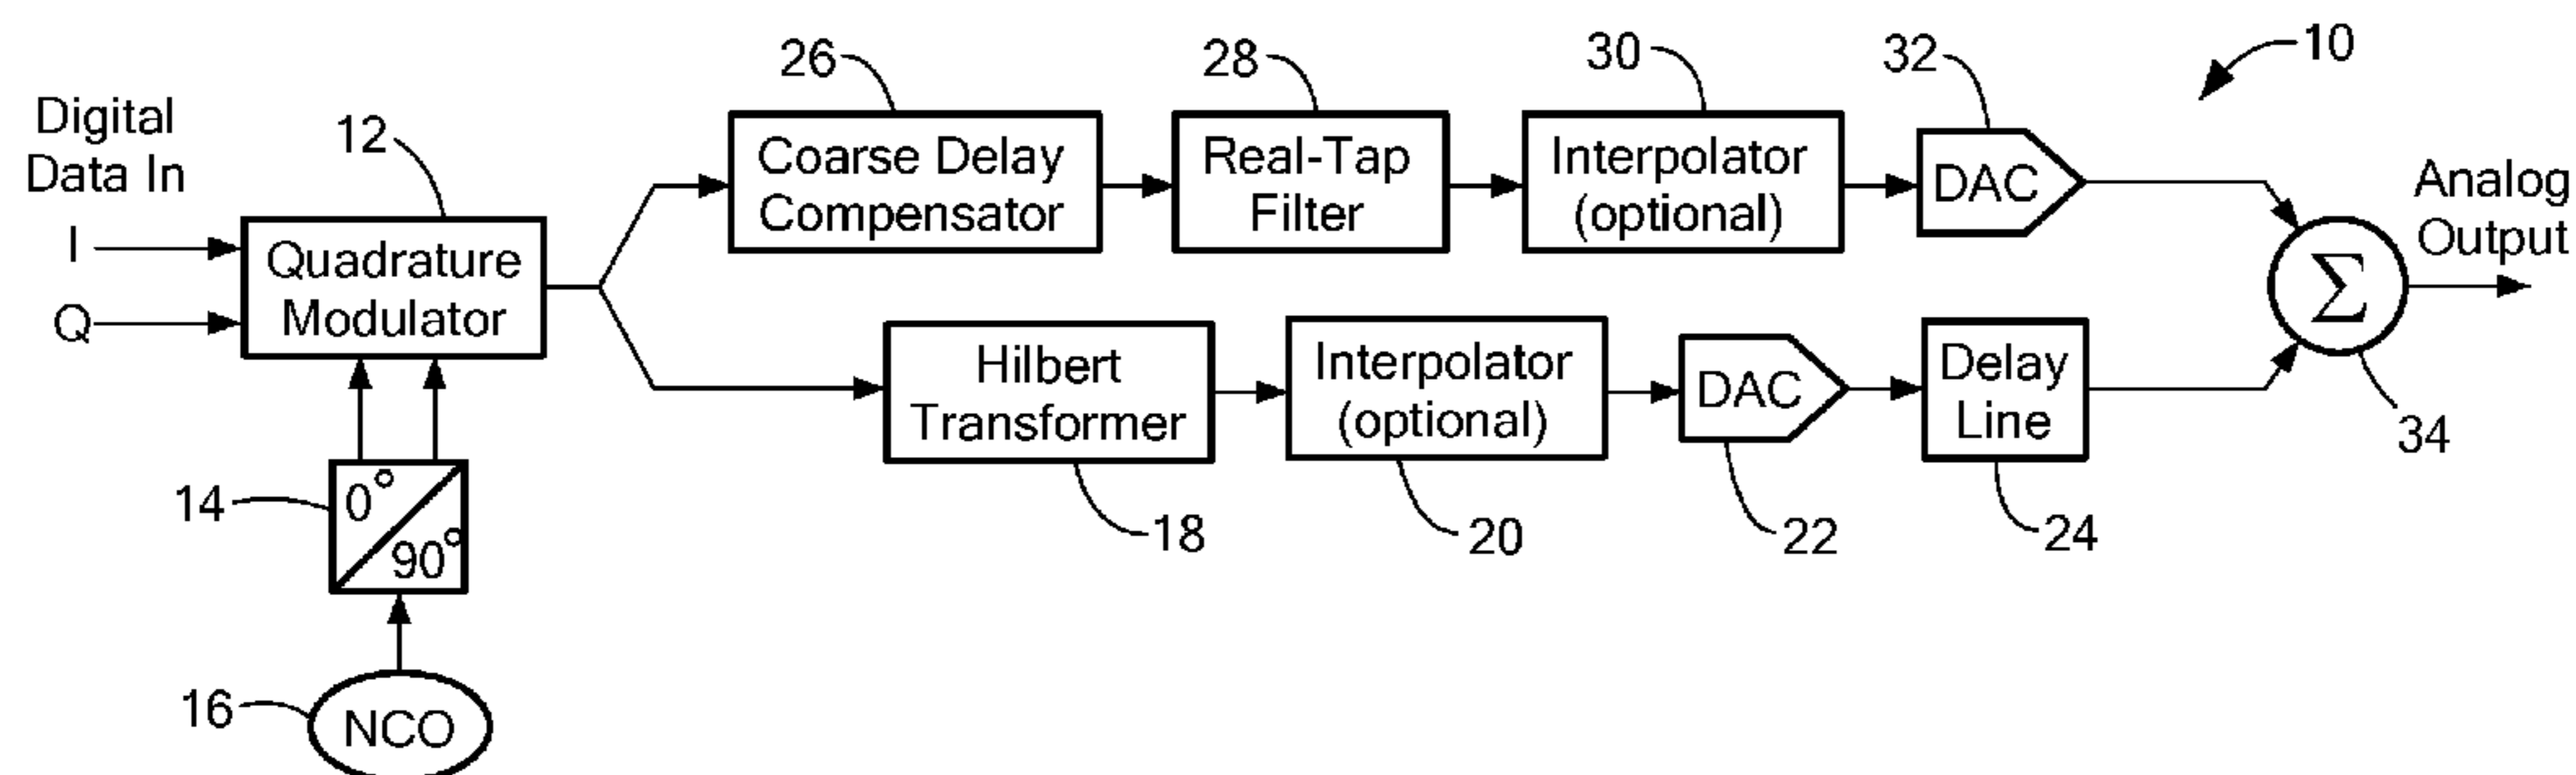 10
26
28
30
32
Digital
Data In
12
I
Q
Quadrature
Modulator
Coarse Delay
Compensator
Real-Tap
Filter
Interpolator
(optional)
DAC
Analog
Output
Σ
34
Hilbert
Transformer
Interpolator
(optional)
DAC
Delay
Line
18
20
22
24
14
0°
90°
16
NCO